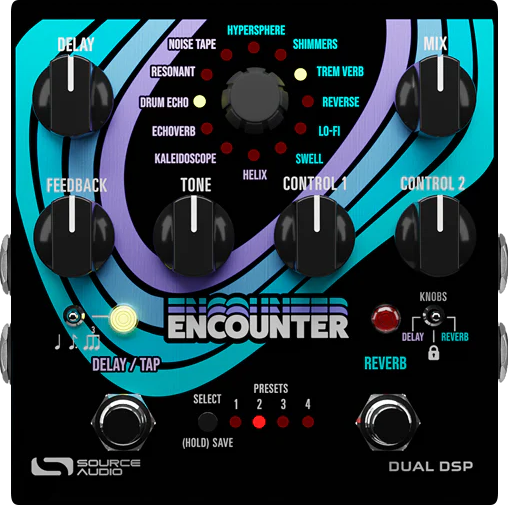 HYPERSPHERE
DELAY
NOISE TAPE
SHIMMERS
MIX
RESONANT
TREM VERB
DRUM ECHO
REVERSE
ECHOVERB
LO-FI
KALEIDOSCOPE
SWELL
HELIX
FEEDBACK
TONE
CONTROL 1
CONTROL 2
KNOBS
ENCOUNTER
DELAY
REVERB
3
DELAY / TAP
REVERB
SELECT
PRESETS
1 2 3 4
(HOLD) SAVE
SOURCE
AUDIO
DUAL DSP